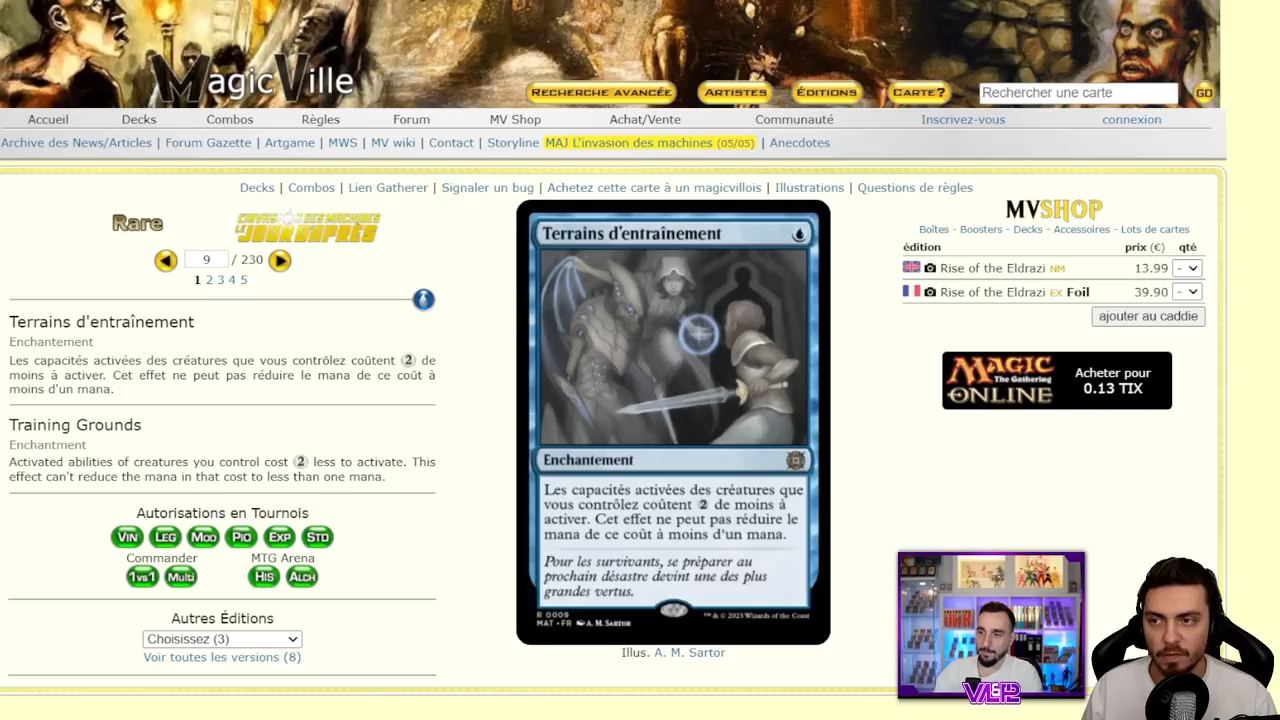 MagicVille
RECHERCHE AVANCÉE
ARTISTES
ÉDITIONS
CARTE?
Rechercher une carte
GO
Accueil
Decks
Combos
Règles
Forum
MV Shop
Achat/Vente
Communauté
Inscrivez-vous
connexion
Archive des News/Articles | Forum Gazette | Artgame | MWS | MV wiki | Contact | Storyline MAJ L'invasion des machines (05/05) | Anecdotes
Decks | Combos | Lien Gatherer | Signaler un bug | Achetez cette carte à un magicvillois | Illustrations | Questions de règles
Rare
L'INVASION DES MACHINES
LE JOUR D'APRÈS
9 / 230
1 2 3 4 5
Terrains d'entraînement
Enchantement
Les capacités activées des créatures que vous contrôlez coûtent 2 de
moins à activer. Cet effet ne peut pas réduire le mana de ce coût à
moins d'un mana.
Training Grounds
Enchantment
Activated abilities of creatures you control cost 2 less to activate. This
effect can't reduce the mana in that cost to less than one mana.
Autorisations en Tournois
VIN LEG MOD PIO EXP STD
Commander
MTG Arena
1vs1 Multi
HIS ALCH
Autres Éditions
Choisissez (3)
Voir toutes les versions (8)
Terrains d'entraînement
Enchantement
Les capacités activées des créatures que
vous contrôlez coûtent 2 de moins à
activer. Cet effet ne peut pas réduire le
mana de ce coût à moins d'un mana.
Pour les survivants, se préparer au
prochain désastre devint une des plus
grandes vertus.
R 0009
MAT • FR A. M. SARTOR
™ & © 2023 Wizards of the Coast
Illus. A. M. Sartor
MVSHOP
Boîtes - Boosters - Decks - Accessoires - Lots de cartes
édition prix (€) qté
Rise of the Eldrazi NM 13.99 -
Rise of the Eldrazi EX Foil 39.90 -
ajouter au caddie
MAGIC
The Gathering
ONLINE
Acheter pour
0.13 TIX